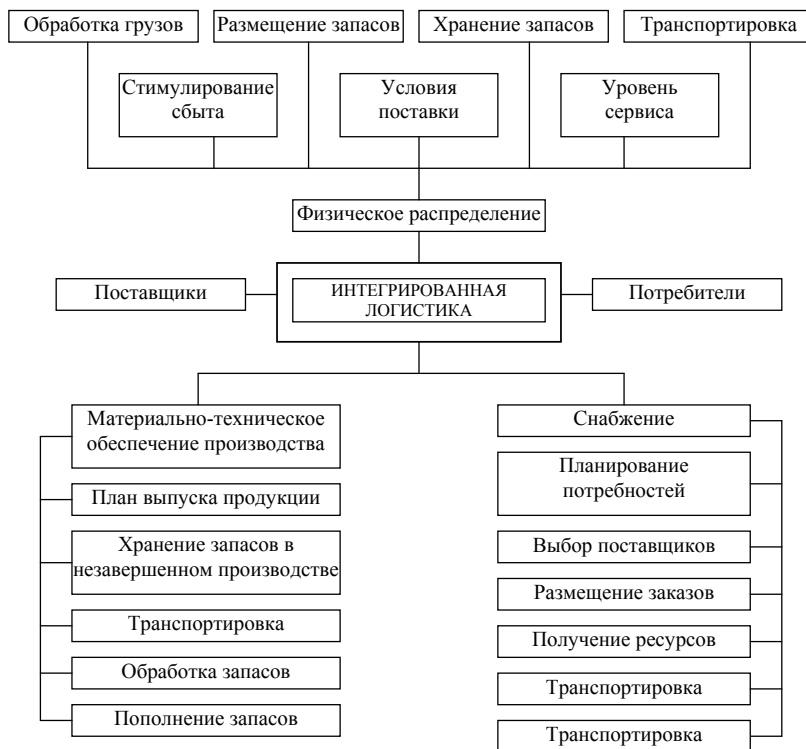 Обработка грузов
Размещение запасов
Хранение запасов
Транспортировка
Стимулирование
сбыта
Условия
поставки
Уровень
сервиса
Физическое распределение
Поставщики
ИНТЕГРИРОВАННАЯ
ЛОГИСТИКА
Потребители
Материально-техническое
обеспечение производства
План выпуска продукции
Хранение запасов в
незавершенном производстве
Транспортировка
Обработка запасов
Пополнение запасов
Снабжение
Планирование
потребностей
Выбор поставщиков
Размещение заказов
Получение ресурсов
Транспортировка
Транспортировка